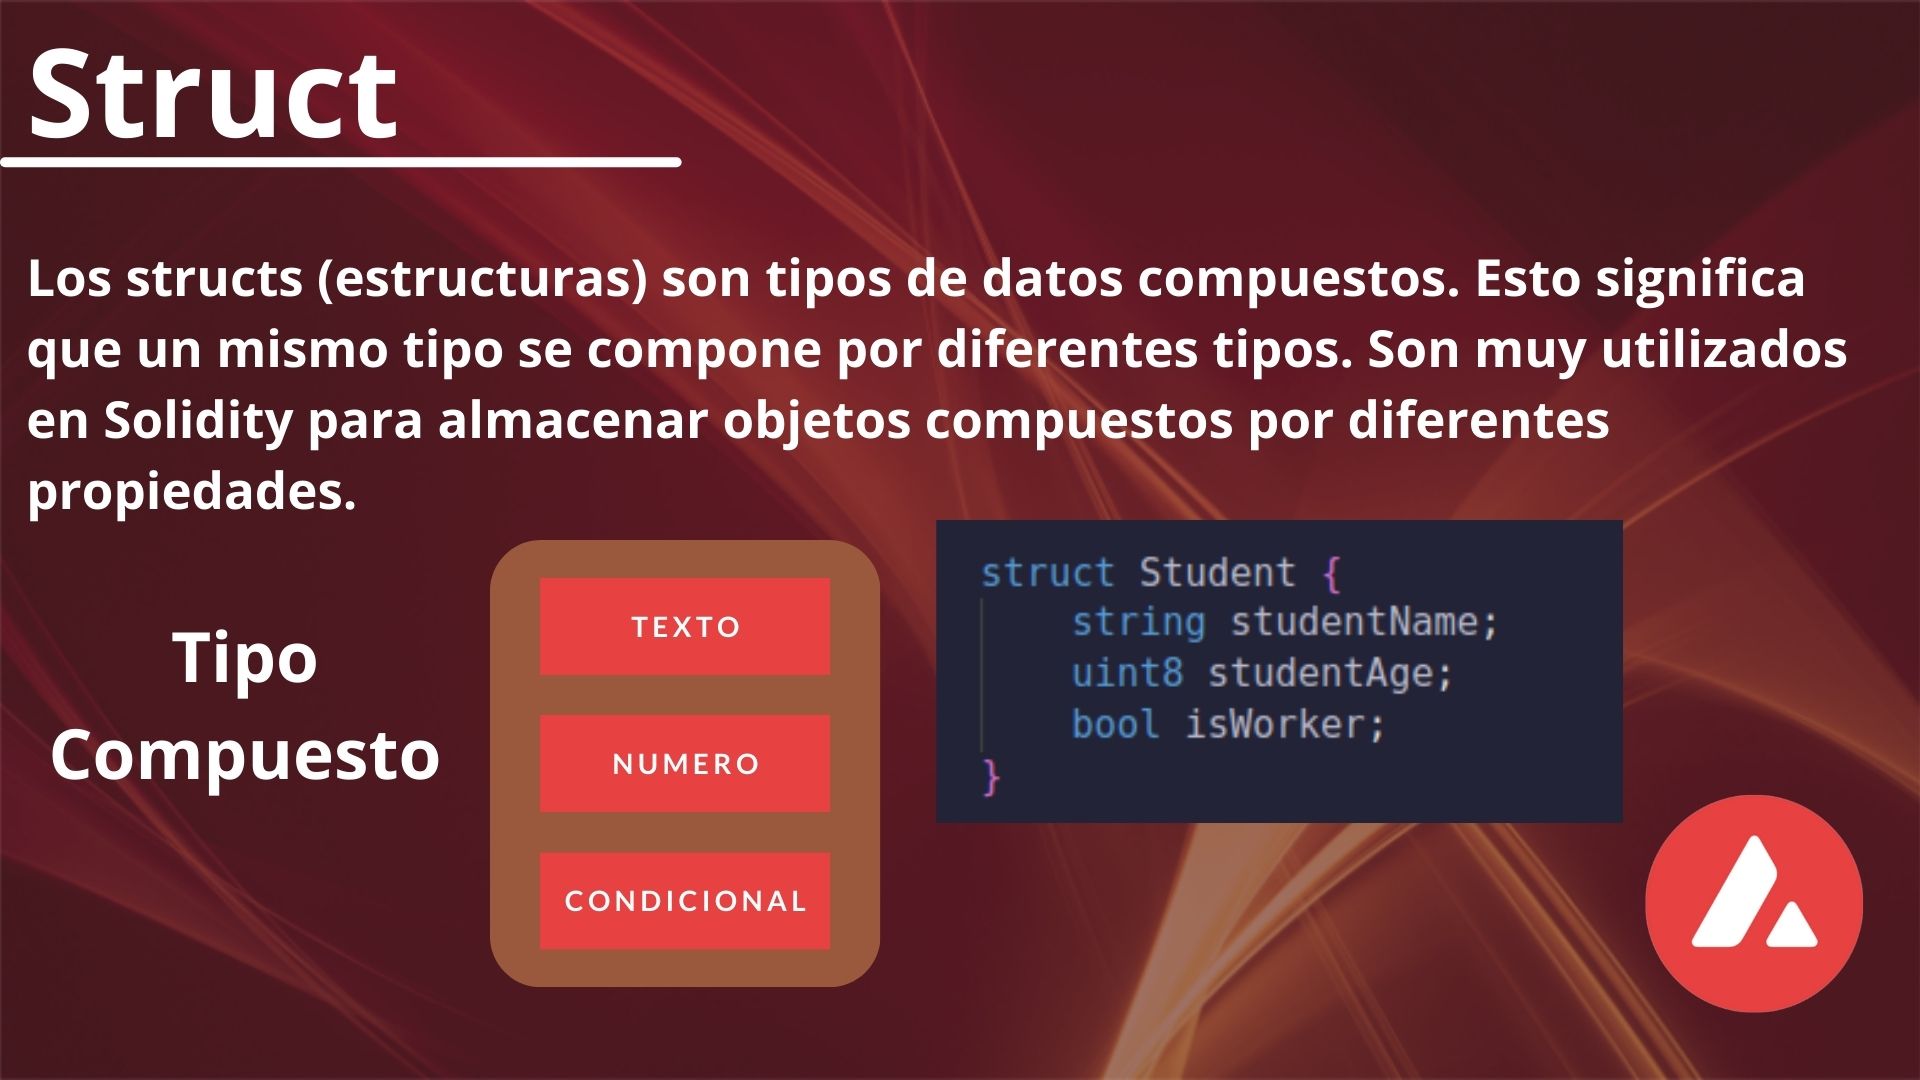 Struct
Los structs (estructuras) son tipos de datos compuestos. Esto significa
que un mismo tipo se compone por diferentes tipos. Son muy utilizados
en Solidity para almacenar objetos compuestos por diferentes
propiedades.
Tipo
Compuesto
TEXTO
NUMERO
CONDICIONAL
struct Student {
    string studentName;
    uint8 studentAge;
    bool isWorker;
}